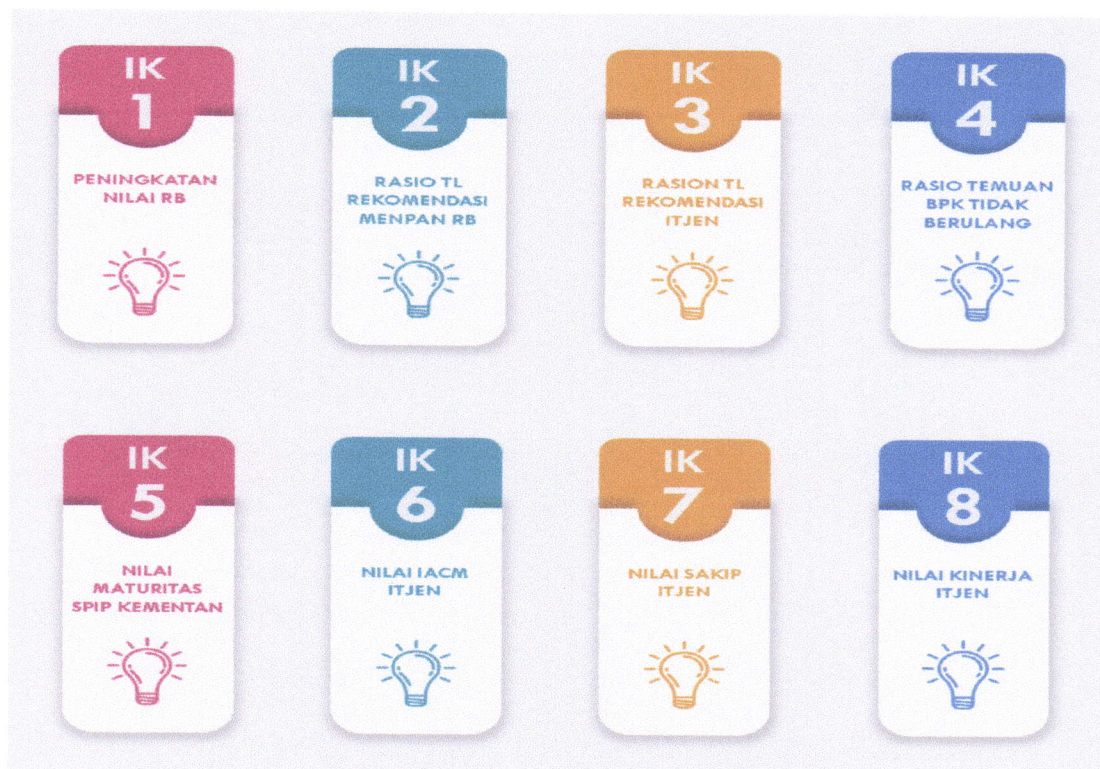 IK
1
PENINGKATAN
NILAI RB
IK
2
RASIO TL
REKOMENDASI
MENPAN RB
IK
3
RASION TL
REKOMENDASI
ITJEN
IK
4
RASIO TEMUAN
BPK TIDAK
BERULANG
IK
5
NILAI
MATURITAS
SPIP KEMENTAN
IK
6
NILAI IACM
ITJEN
IK
7
NILAI SAKIP
ITJEN
IK
8
NILAI KINERJA
ITJEN